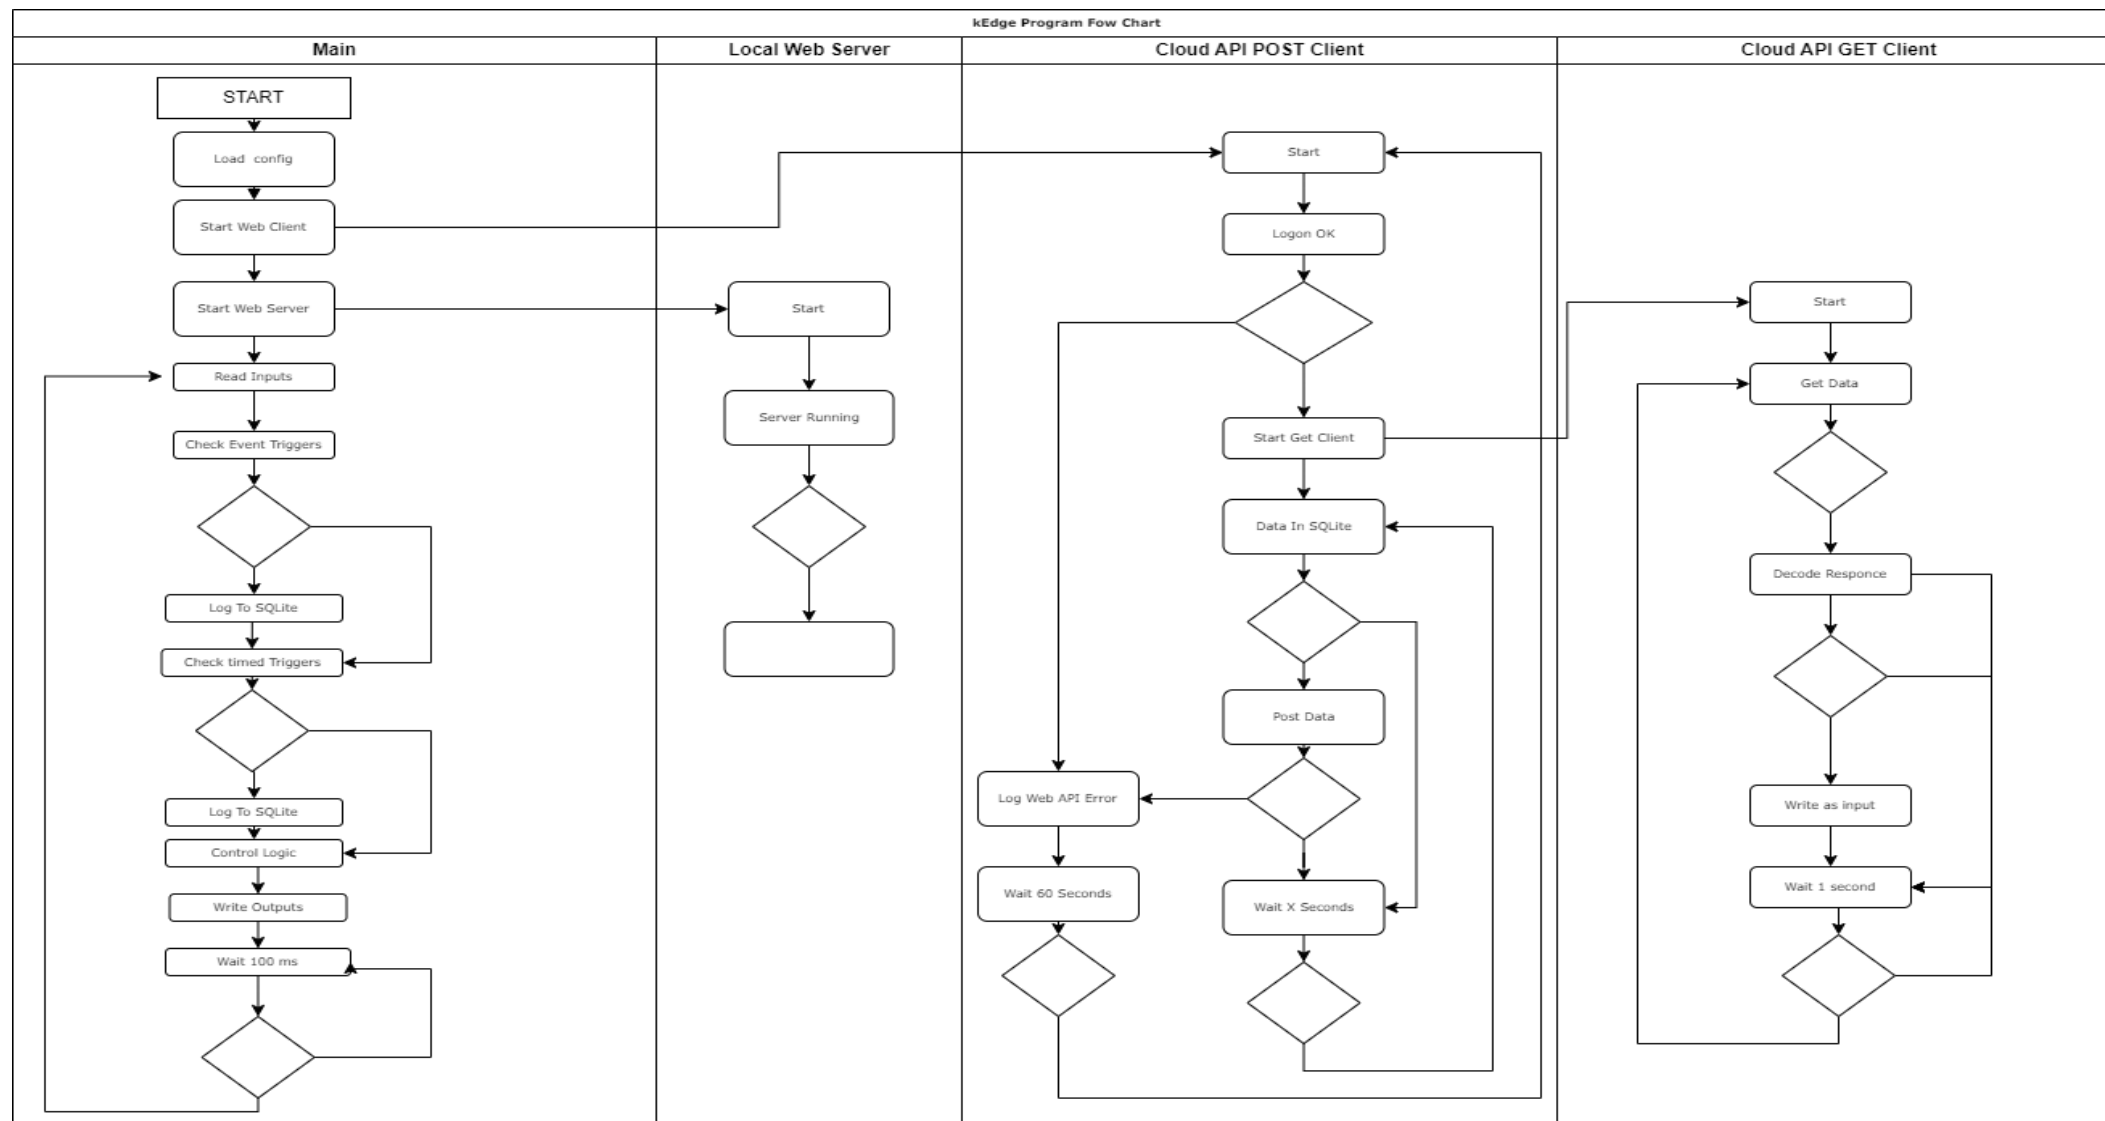 kEdge Program Fow Chart
Main
Local Web Server
Cloud API POST Client
Cloud API GET Client
START
Load config
Start Web Client
Start Web Server
Read Inputs
Check Event Triggers
Log To SQLite
Check timed Triggers
Log To SQLite
Control Logic
Write Outputs
Wait 100 ms
Start
Server Running
Start
Logon OK
Start Get Client
Data In SQLite
Post Data
Log Web API Error
Wait 60 Seconds
Wait X Seconds
Start
Get Data
Decode Responce
Write as input
Wait 1 second